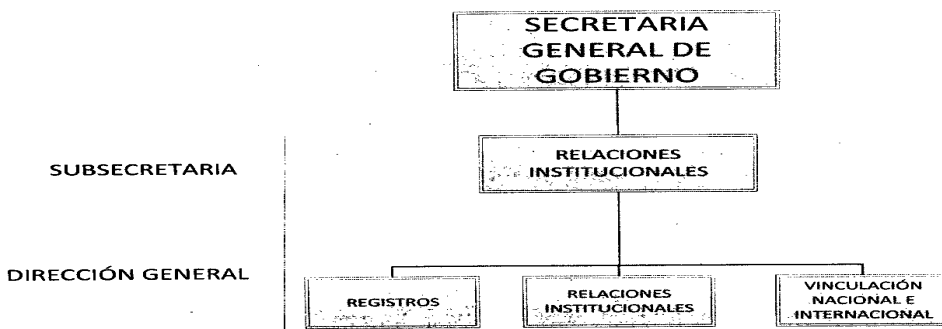 SECRETARIA
GENERAL DE
GOBIERNO
SUBSECRETARIA
RELACIONES
INSTITUCIONALES
DIRECCIÓN GENERAL
REGISTROS
RELACIONES
INSTITUCIONALES
VINCULACIÓN
NACIONAL E
INTERNACIONAL